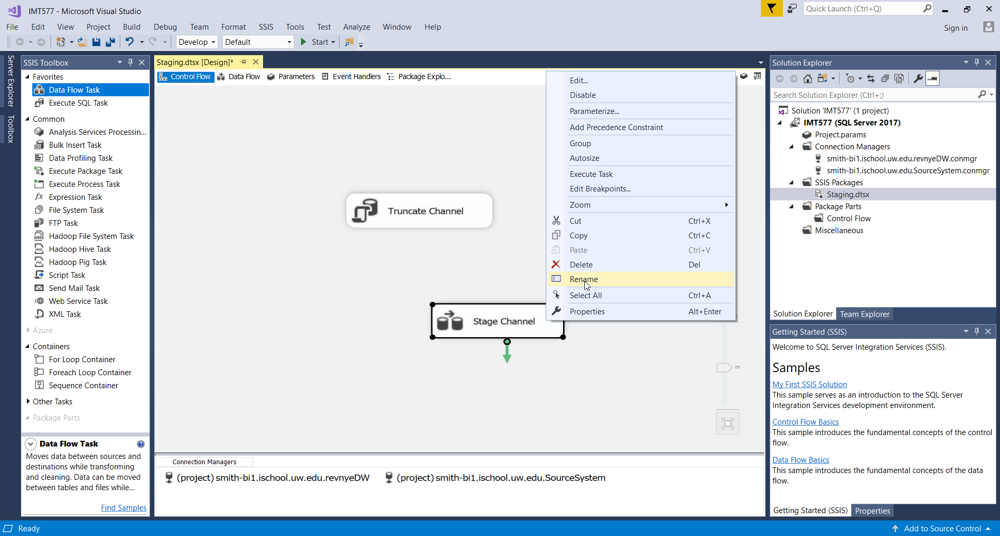 IMT577 - Microsoft Visual Studio
Quick Launch (Ctrl+Q)
File Edit View Project Build Debug Team Format SSIS Tools Test Analyze Window Help
Sign in
Develop Default Start
Server Explorer
Toolbox
SSIS Toolbox
Favorites
Data Flow Task
Execute SQL Task
Common
Analysis Services Processin...
Bulk Insert Task
Data Profiling Task
Execute Package Task
Execute Process Task
Expression Task
File System Task
FTP Task
Hadoop File System Task
Hadoop Hive Task
Hadoop Pig Task
Script Task
Send Mail Task
Web Service Task
XML Task
Azure
Containers
For Loop Container
Foreach Loop Container
Sequence Container
Other Tasks
Package Parts
Data Flow Task
Moves data between sources and
destinations while transforming
and cleaning. Data can be moved
between tables and files while...
Find Samples
Staging.dtsx [Design]*
Control Flow Data Flow Parameters Event Handlers Package Explo...
Truncate Channel
Stage Channel
Edit...
Disable
Parameterize...
Add Precedence Constraint
Group
Autosize
Execute Task
Edit Breakpoints...
Zoom
Cut Ctrl+X
Copy Ctrl+C
Paste Ctrl+V
Delete Del
Rename
Select All Ctrl+A
Properties Alt+Enter
Connection Managers
(project) smith-bi1.ischool.uw.edu.revnyeDW (project) smith-bi1.ischool.uw.edu.SourceSystem
Solution Explorer
Search Solution Explorer (Ctrl+;)
Solution 'IMT577' (1 project)
IMT577 (SQL Server 2017)
Project.params
Connection Managers
smith-bi1.ischool.uw.edu.revnyeDW.conmgr
smith-bi1.ischool.uw.edu.SourceSystem.conmgr
SSIS Packages
Staging.dtsx
Package Parts
Control Flow
Miscellaneous
Solution Explorer Team Explorer
Getting Started (SSIS)
Welcome to SQL Server Integration Services (SSIS).
Samples
My First SSIS Solution
This sample serves as an introduction to the SQL Server
Integration Services development environment.
Control Flow Basics
This sample introduces the fundamental concepts of the control
flow.
Data Flow Basics
This sample introduces the fundamental concepts of the data
flow.
Getting Started (SSIS) Properties
Ready
Add to Source Control